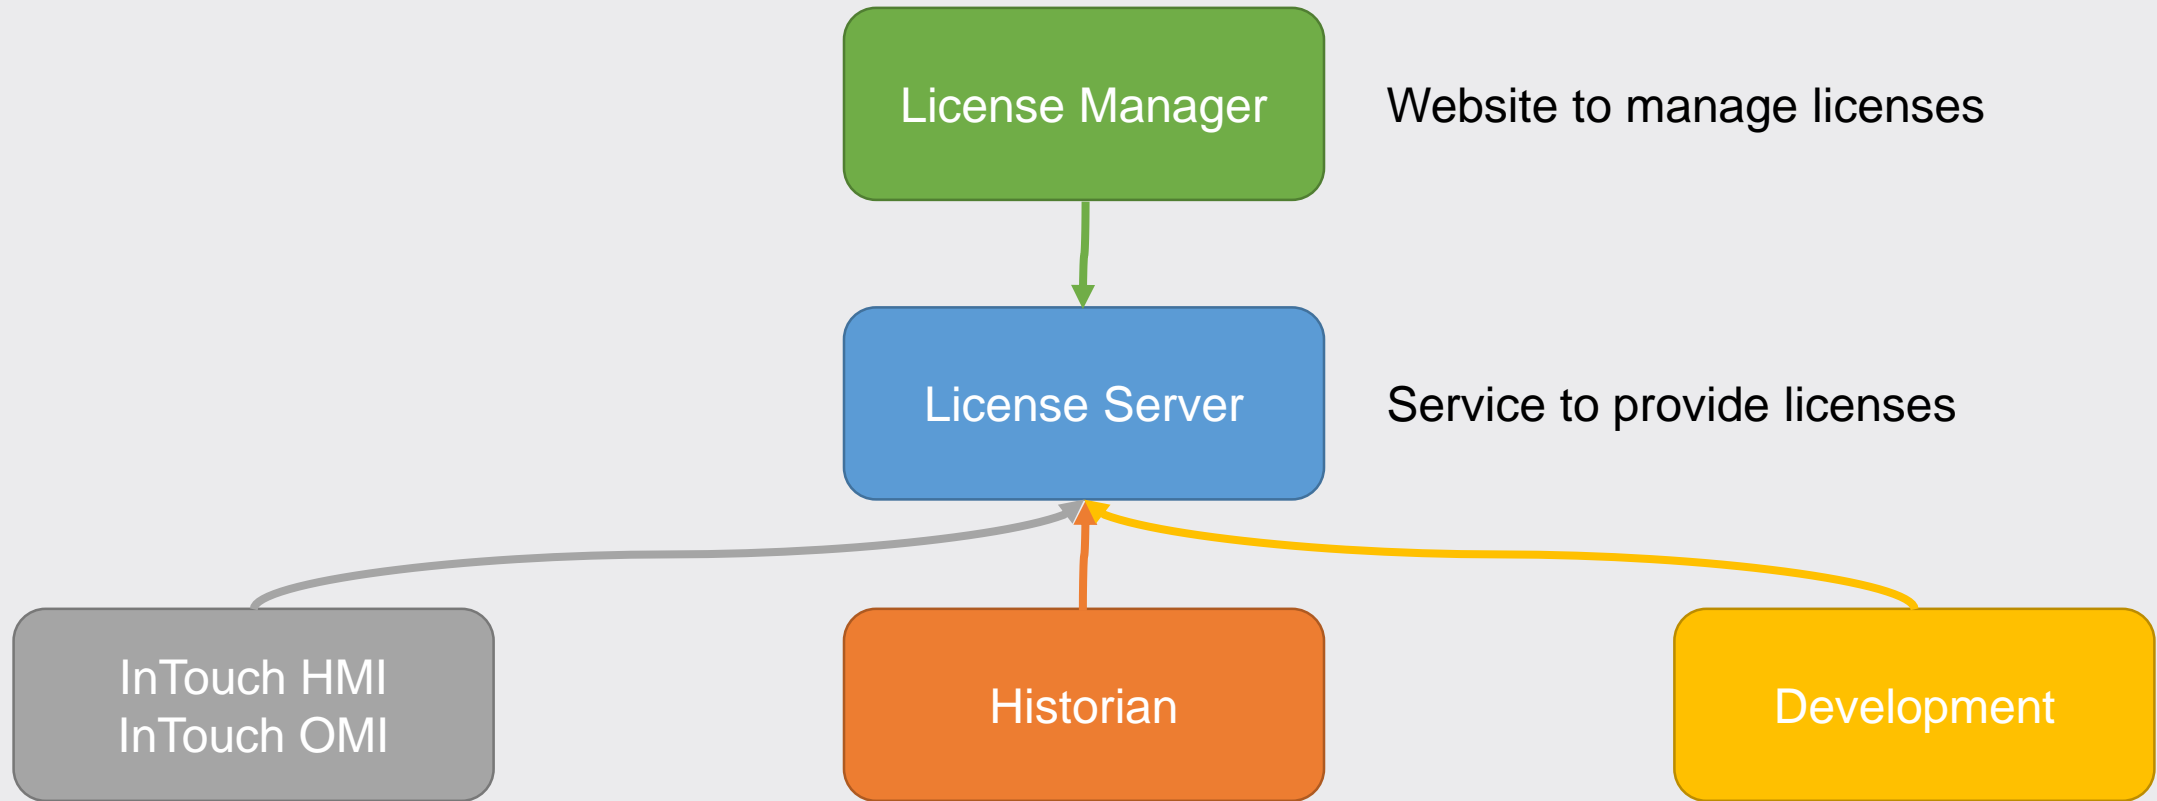 License Manager
Website to manage licenses
License Server
Service to provide licenses
InTouch HMI
InTouch OMI
Historian
Development